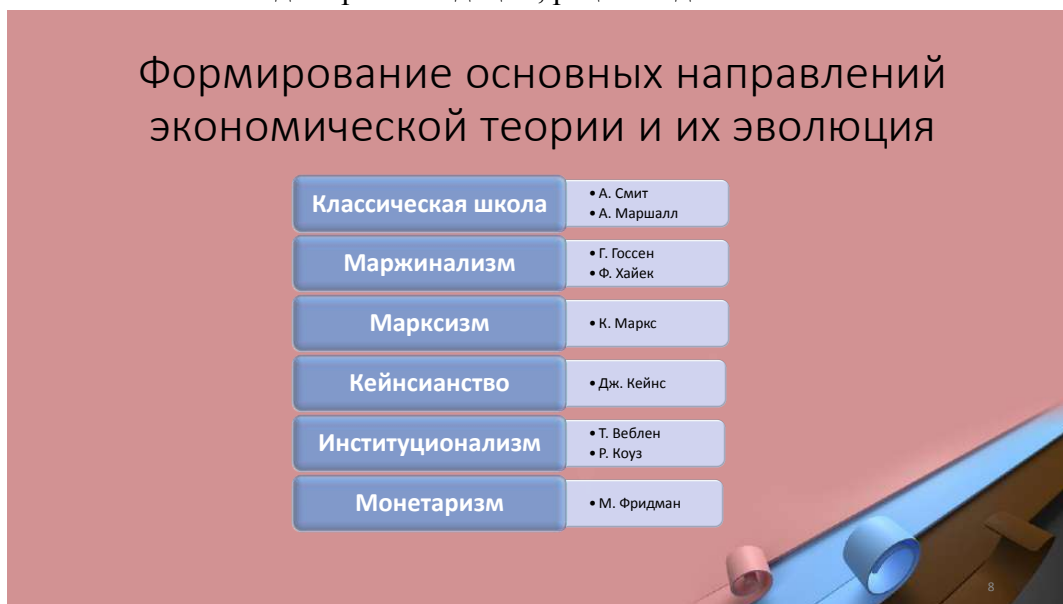 Формирование основных направлений
экономической теории и их эволюция
Классическая школа
• А. Смит
• А. Маршалл
Маржинализм
• Г. Госсен
• Ф. Хайек
Марксизм
• К. Маркс
Кейнсианство
• Дж. Кейнс
Институционализм
• Т. Веблен
• Р. Коуз
Монетаризм
• М. Фридман
8